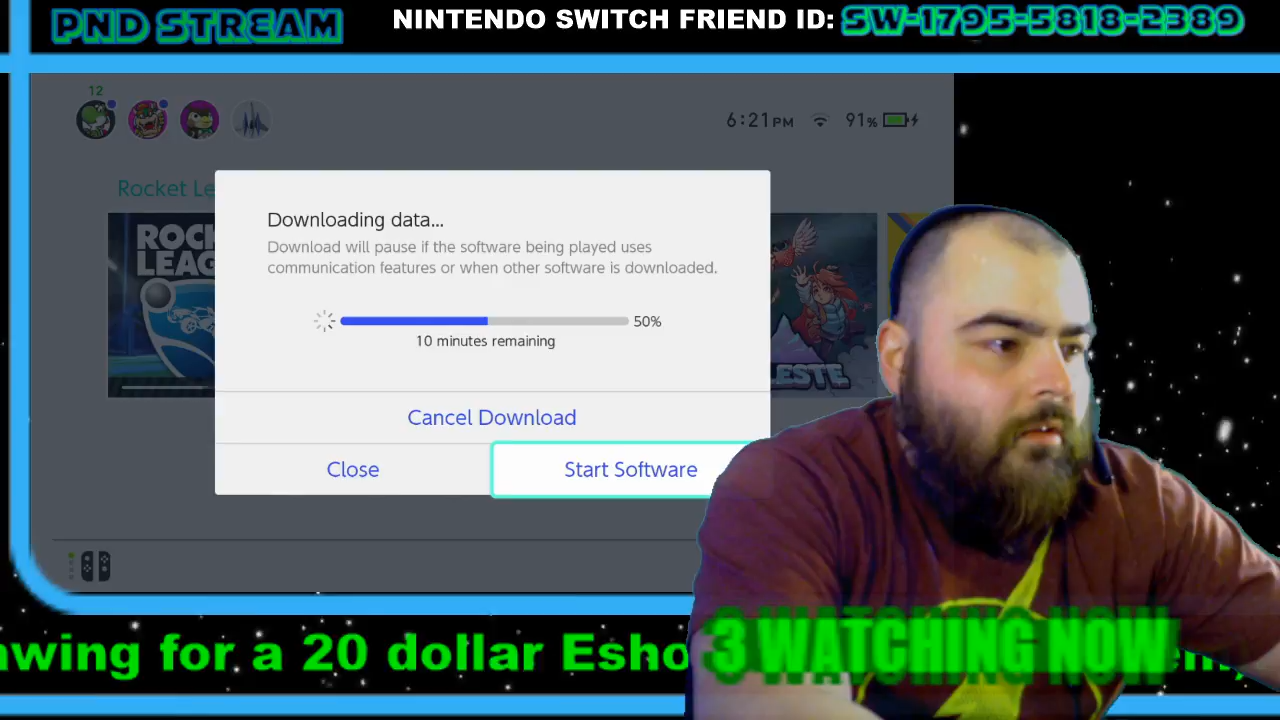 PND STREAM
NINTENDO SWITCH FRIEND ID: SW-1795-5818-2389
12
6:21PM 91%
Rocket Le
ROCK
LEAG
Downloading data...
Download will pause if the software being played uses
communication features or when other software is downloaded.
50%
10 minutes remaining
ESTE
Cancel Download
Close
Start Software
3 WATCHING NOW
awing for a 20 dollar Esho